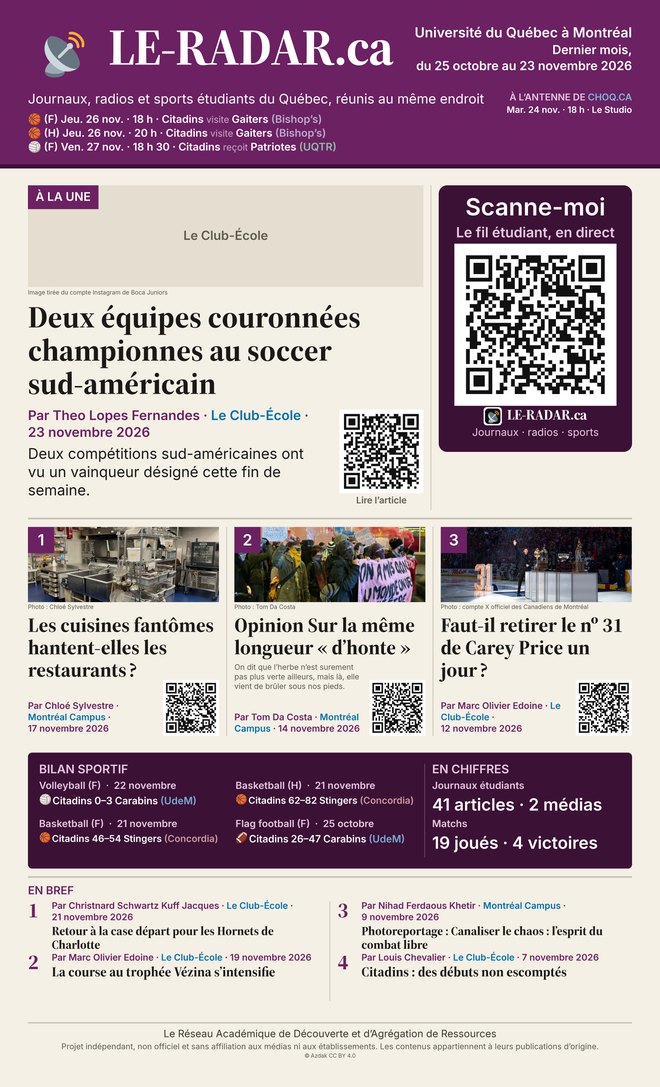 LE-RADAR.ca
Université du Québec à Montréal
Dernier mois,
du 25 octobre au 23 novembre 2026
Journaux, radios et sports étudiants du Québec, réunis au même endroit
(F) Jeu. 26 nov. · 18 h · Citadins visite Gaiters (Bishop's)
(H) Jeu. 26 nov. · 20 h · Citadins visite Gaiters (Bishop's)
(F) Ven. 27 nov. · 18 h 30 · Citadins reçoit Patriotes (UQTR)
À L'ANTENNE DE CHOQ.CA
Mar. 24 nov. · 18 h · Le Studio
À LA UNE
Le Club-École
Image tirée du compte Instagram de Boca Juniors
Deux équipes couronnées
championnes au soccer
sud-américain
Par Theo Lopes Fernandes · Le Club-École ·
23 novembre 2026
Deux compétitions sud-américaines ont
vu un vainqueur désigné cette fin de
semaine.
Lire l'article
Scanne-moi
Le fil étudiant, en direct
LE-RADAR.ca
Journaux · radios · sports
1
Photo : Chloé Sylvestre
Les cuisines fantômes
hantent-elles les
restaurants ?
Par Chloé Sylvestre ·
Montréal Campus ·
17 novembre 2026
2
ON A MIS
Photo : Tom Da Costa
Opinion Sur la même
longueur « d'honte »
On dit que l'herbe n'est surement
pas plus verte ailleurs, mais là, elle
vient de brûler sous nos pieds.
Par Tom Da Costa · Montréal
Campus · 14 novembre 2026
3
31
Photo : compte X officiel des Canadiens de Montréal
Faut-il retirer le nº 31
de Carey Price un
jour ?
Par Marc Olivier Edoine · Le
Club-École ·
12 novembre 2026
BILAN SPORTIF
Volleyball (F) · 22 novembre
Citadins 0–3 Carabins (UdeM)
Basketball (F) · 21 novembre
Citadins 46–54 Stingers (Concordia)
Basketball (H) · 21 novembre
Citadins 62–82 Stingers (Concordia)
Flag football (F) · 25 octobre
Citadins 26–47 Carabins (UdeM)
EN CHIFFRES
Journaux étudiants
41 articles · 2 médias
Matchs
19 joués · 4 victoires
EN BREF
1 Par Christnard Schwartz Kuff Jacques · Le Club-École ·
21 novembre 2026
Retour à la case départ pour les Hornets de
Charlotte
2 Par Marc Olivier Edoine · Le Club-École · 19 novembre 2026
La course au trophée Vézina s'intensifie
3 Par Nihad Ferdaous Khetir · Montréal Campus ·
9 novembre 2026
Photoreportage : Canaliser le chaos : l'esprit du
combat libre
4 Par Louis Chevalier · Le Club-École · 7 novembre 2026
Citadins : des débuts non escomptés
Le Réseau Académique de Découverte et d'Agrégation de Ressources
Projet indépendant, non officiel et sans affiliation aux médias ni aux établissements. Les contenus appartiennent à leurs publications d'origine.
© Azdak CC BY 4.0